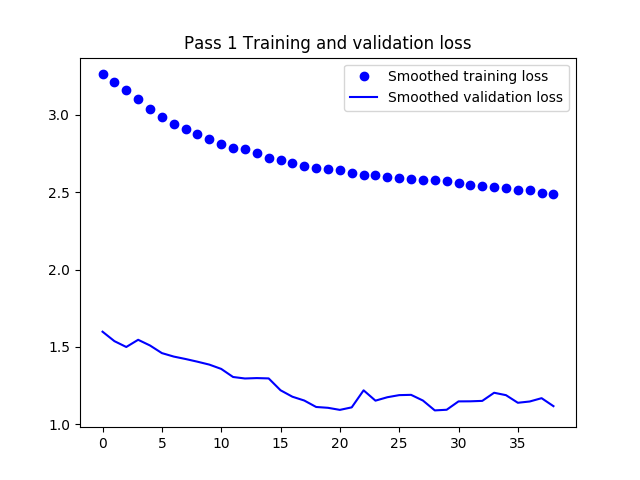 Pass 1 Training and validation loss
Smoothed training loss
Smoothed validation loss
3.0
2.5
2.0
1.5
1.0
0 5 10 15 20 25 30 35